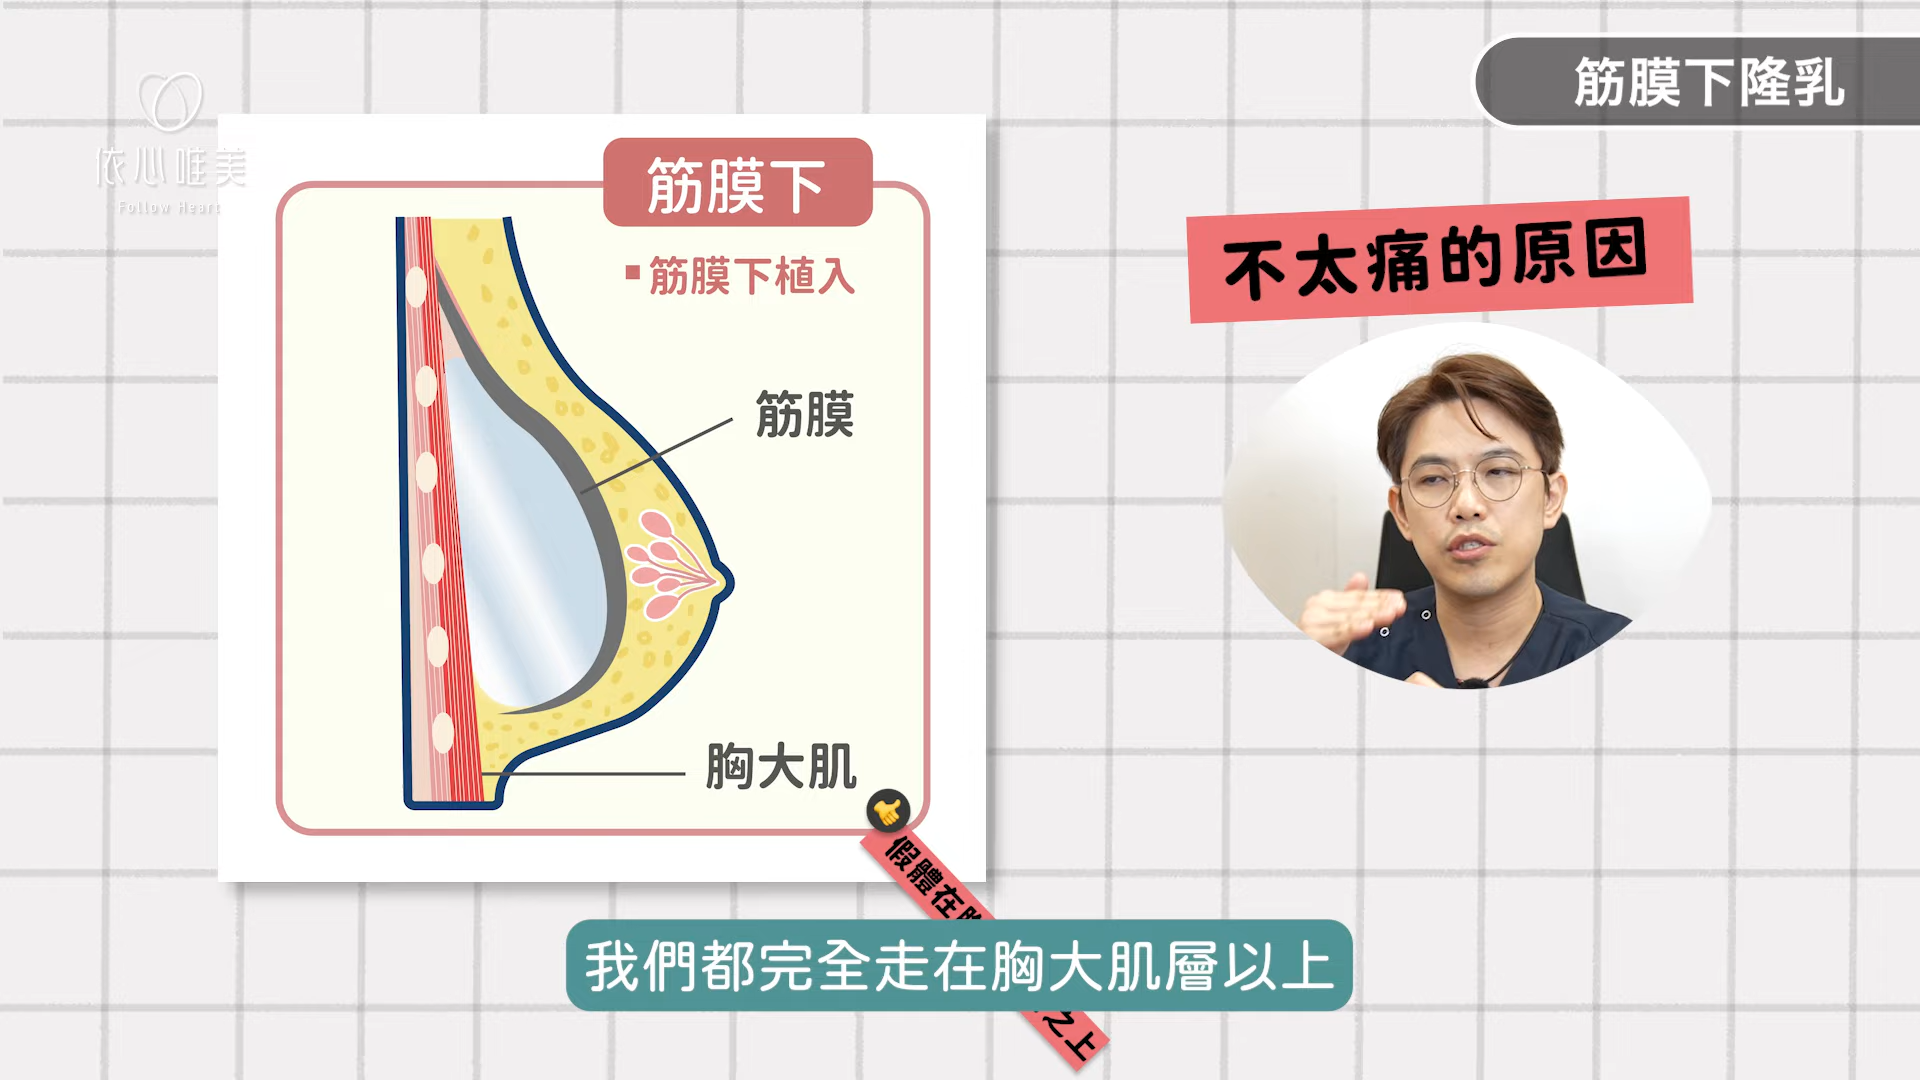 筋膜下隆乳
依心唯美
Follow Heart
筋膜下
筋膜下植入
不太痛的原因
筋膜
胸大肌
假體在胸
之上
我們都完全走在胸大肌層以上